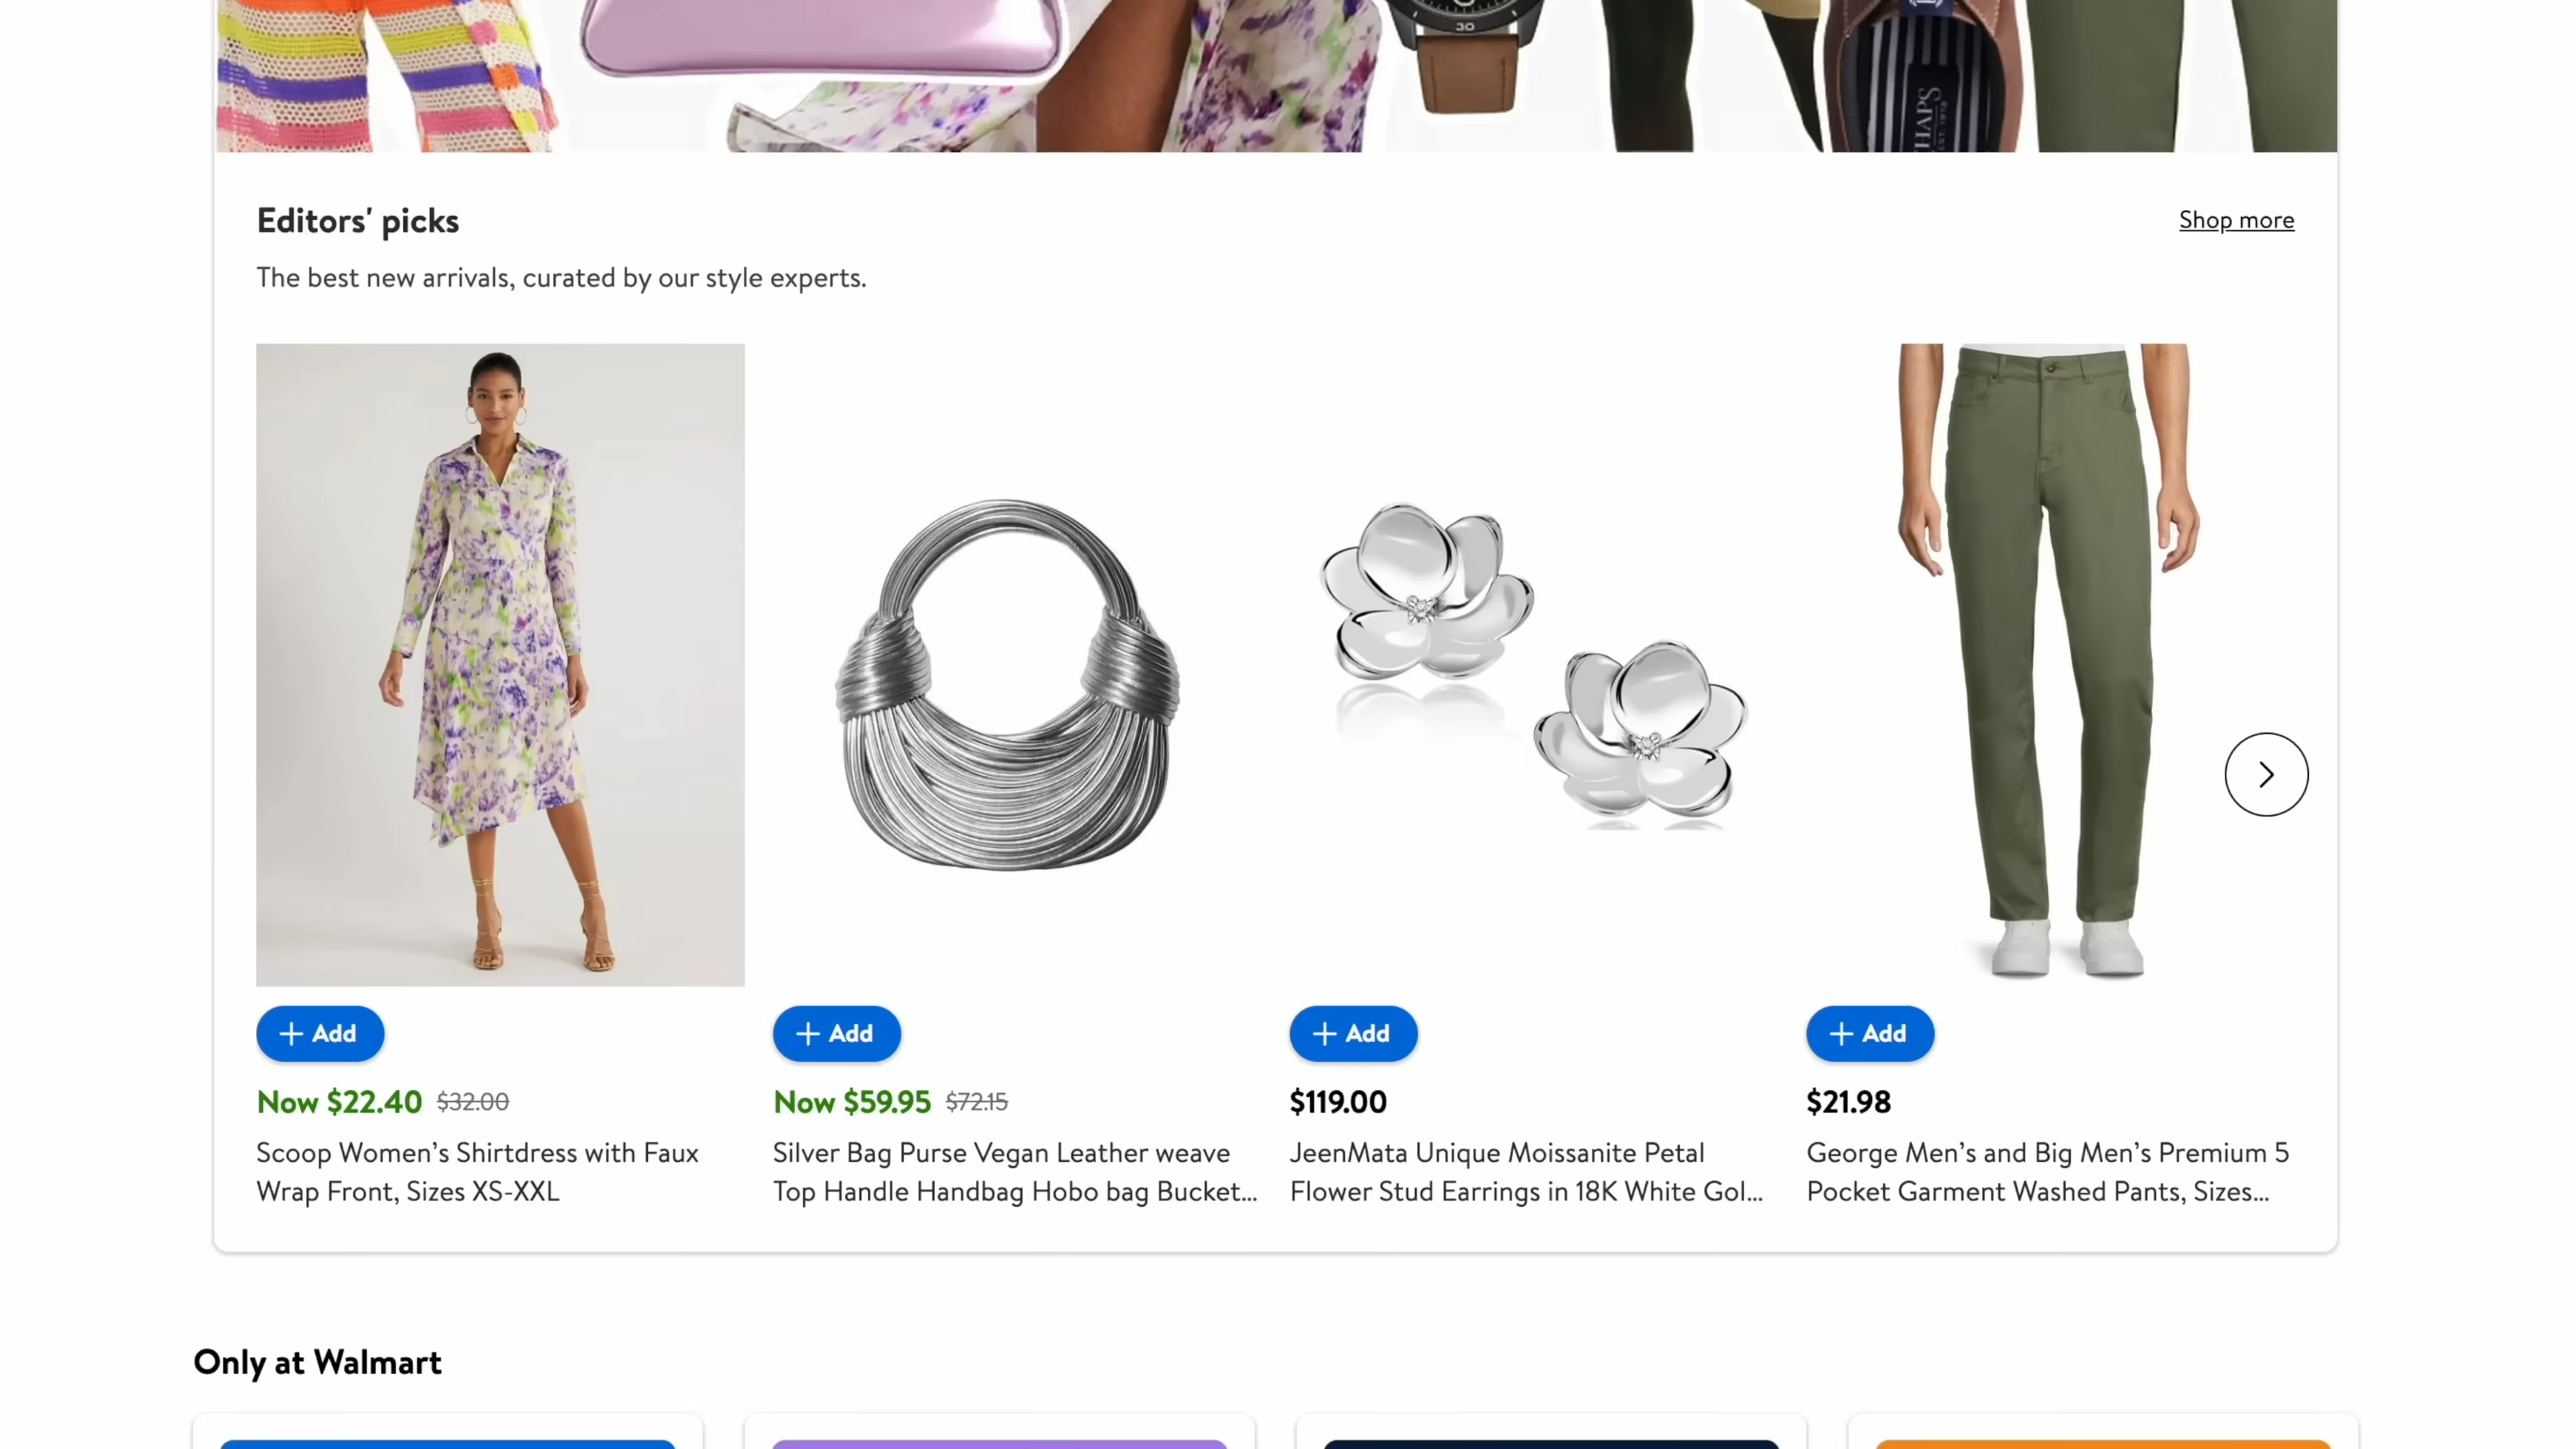 30
HAPS
EST. 1978
Editors' picks
Shop more
The best new arrivals, curated by our style experts.
+ Add
+ Add
+ Add
+ Add
Now $22.40 $32.00
Now $59.95 $72.15
$119.00
$21.98
Scoop Women’s Shirtdress with Faux
Wrap Front, Sizes XS-XXL
Silver Bag Purse Vegan Leather weave
Top Handle Handbag Hobo bag Bucket...
JeenMata Unique Moissanite Petal
Flower Stud Earrings in 18K White Gol...
George Men’s and Big Men’s Premium 5
Pocket Garment Washed Pants, Sizes...
Only at Walmart